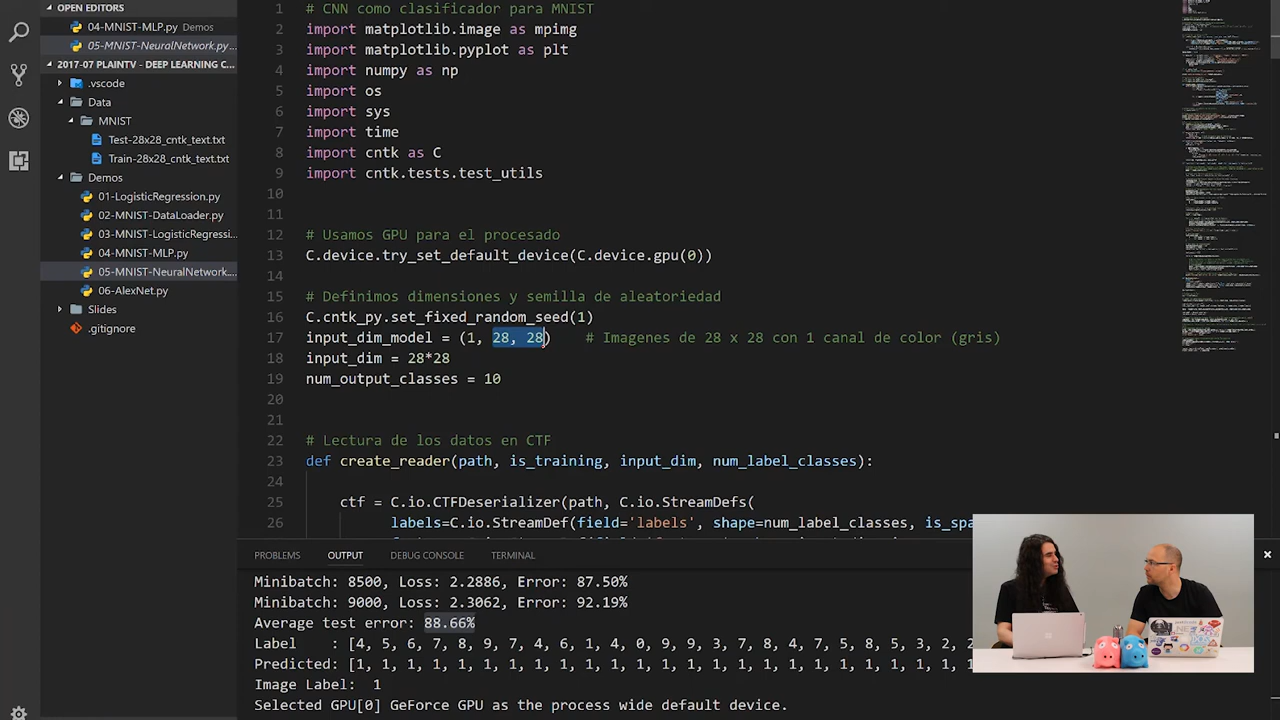 OPEN EDITORS
04-MNIST-MLP.py Demos
05-MNIST-NeuralNetwork.py...
2017-07 PLAINTV - DEEP LEARNING C...
.vscode
Data
MNIST
Test-28x28_cntk_text.txt
Train-28x28_cntk_text.txt
Demos
01-LogisticRegression.py
02-MNIST-DataLoader.py
03-MNIST-LogisticRegressi...
04-MNIST-MLP.py
05-MNIST-NeuralNetwork....
06-AlexNet.py
Slides
.gitignore
1 # CNN como clasificador para MNIST
2 import matplotlib.image as mpimg
3 import matplotlib.pyplot as plt
4 import numpy as np
5 import os
6 import sys
7 import time
8 import cntk as C
9 import cntk.tests.test_utils
10
11
12 # Usamos GPU para el procesado
13 C.device.try_set_default_device(C.device.gpu(0))
14
15 # Definimos dimensiones y semilla de aleatoriedad
16 C.cntk_py.set_fixed_random_seed(1)
17 input_dim_model = (1, 28, 28) # Imagenes de 28 x 28 con 1 canal de color (gris)
18 input_dim = 28*28
19 num_output_classes = 10
20
21
22 # Lectura de los datos en CTF
23 def create_reader(path, is_training, input_dim, num_label_classes):
24
25 ctf = C.io.CTFDeserializer(path, C.io.StreamDefs(
26 labels=C.io.StreamDef(field='labels', shape=num_label_classes, is_spa
PROBLEMS OUTPUT DEBUG CONSOLE TERMINAL
Minibatch: 8500, Loss: 2.2886, Error: 87.50%
Minibatch: 9000, Loss: 2.3062, Error: 92.19%
Average test error: 88.66%
Label : [4, 5, 6, 8, 0, 7, 4, 6, 1, 4, 0, 9, 9, 3, 7, 8, 4, 7, 5, 8, 5, 3, 2, 2
Predicted: [1, 1, 1, 1, 1, 1, 1, 1, 1, 1, 1, 1, 1, 1, 1, 1, 1, 1, 1, 1, 1, 1, 1, 1
Image Label: 1
Selected GPU[0] GeForce GPU as the process wide default device.